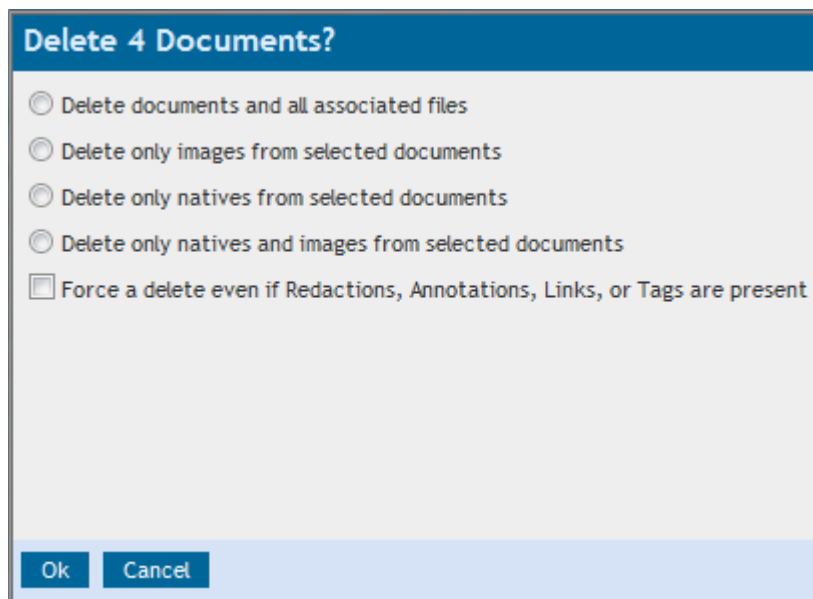 Delete 4 Documents?
Delete documents and all associated files
Delete only images from selected documents
Delete only natives from selected documents
Delete only natives and images from selected documents
Force a delete even if Redactions, Annotations, Links, or Tags are present
Ok Cancel